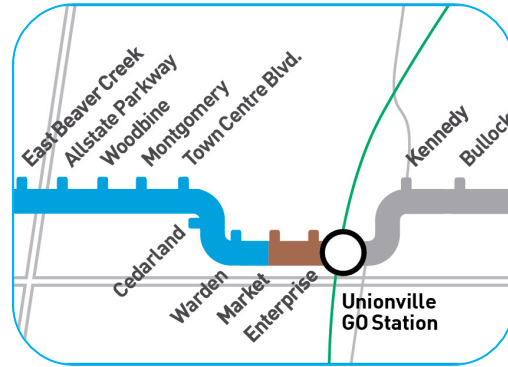 East Beaver Creek
Allstate Parkway
Woodbine
Montgomery
Town Centre Blvd.
Cedarland
Warden
Market
Enterprise
Unionville
GO Station
Kennedy
Bullock